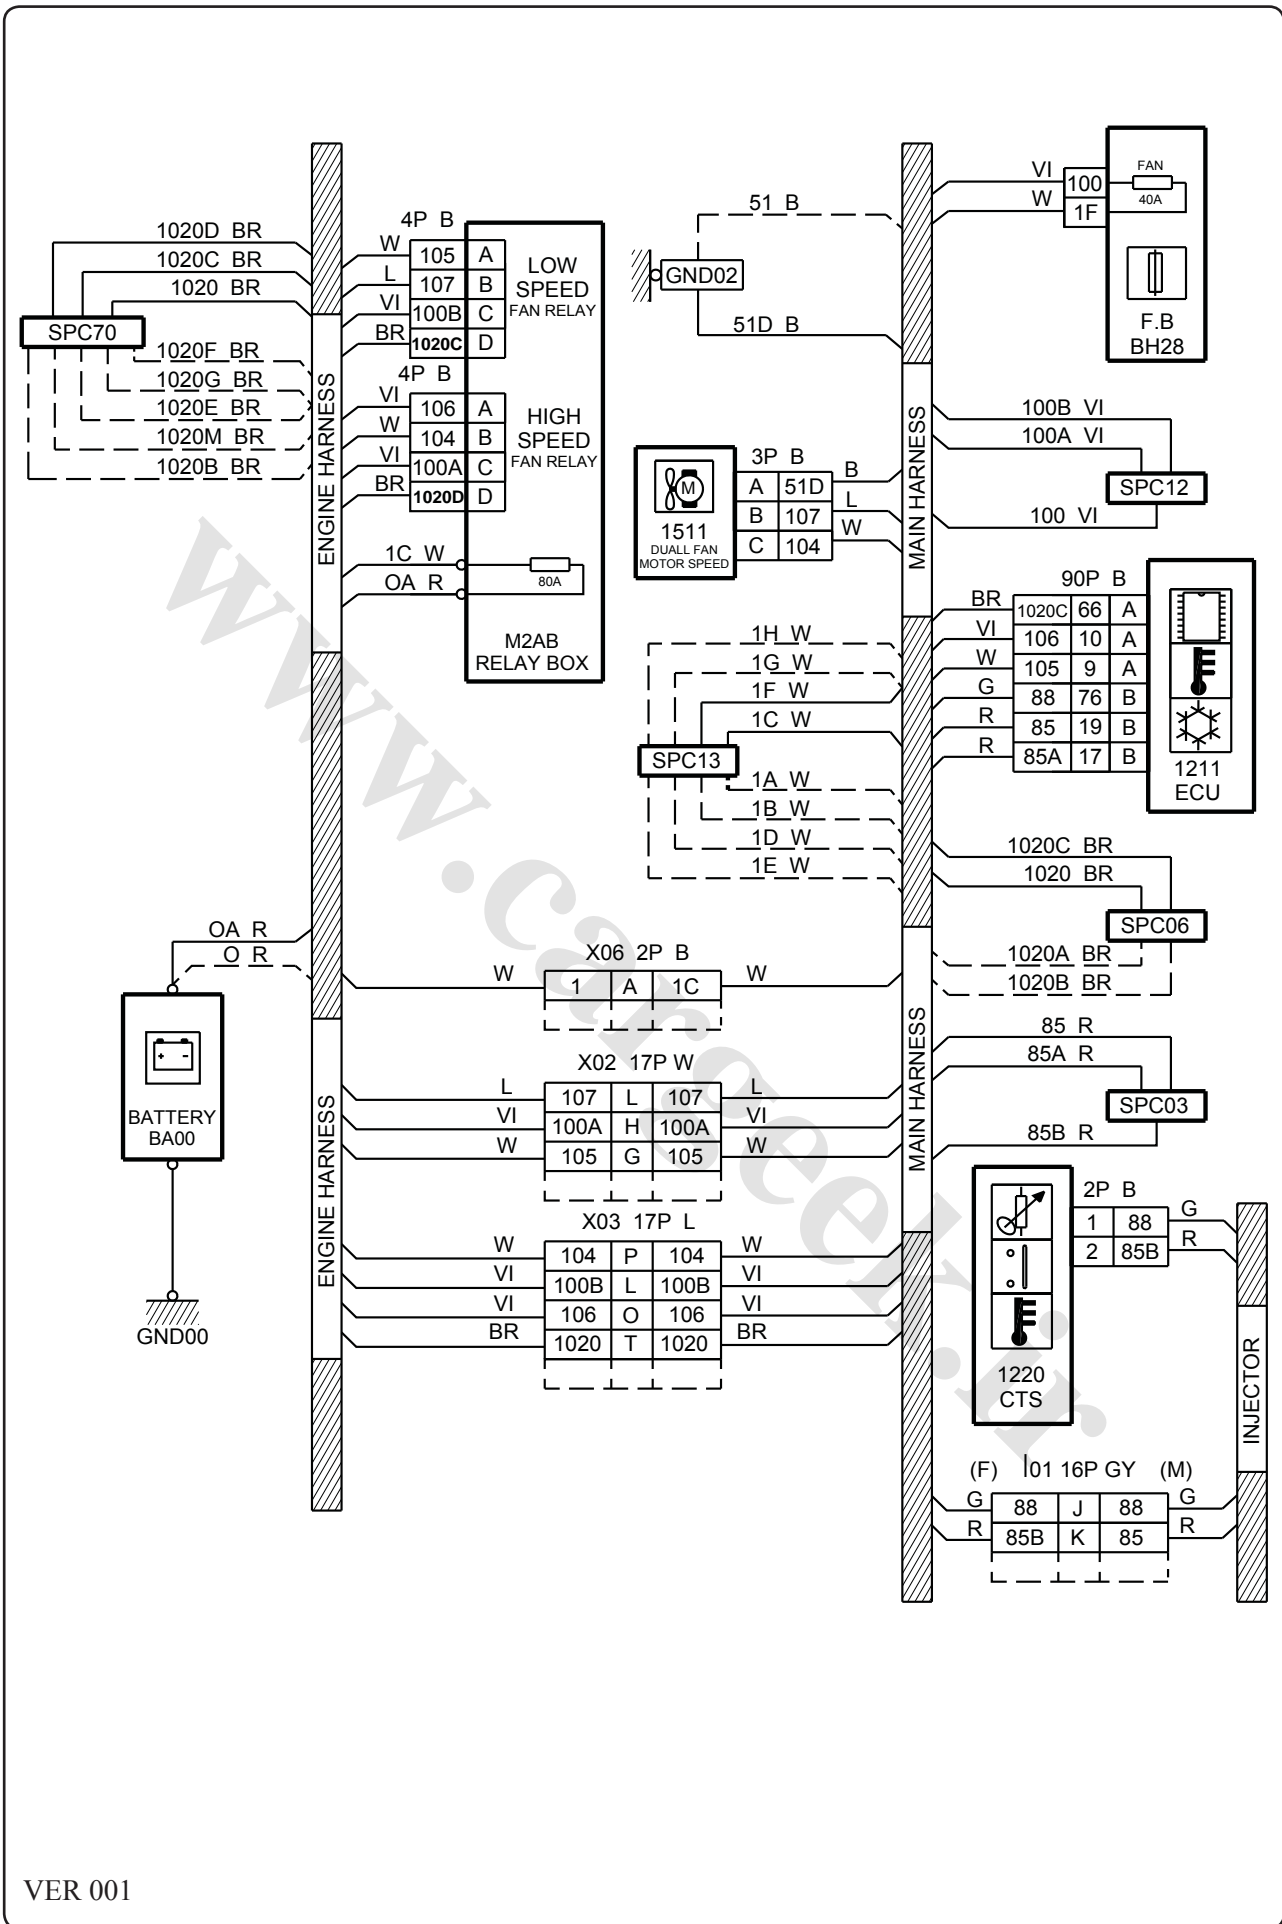 1020D BR
1020C BR
1020 BR
SPC70
1020F BR
1020G BR
1020E BR
1020M BR
1020B BR
ENGINE HARNESS
4P B
W 105 A
L 107 B
VI 100B C
BR 1020C D
LOW
SPEED
FAN RELAY
4P B
VI 106 A
W 104 B
VI 100A C
BR 1020D D
HIGH
SPEED
FAN RELAY
1C W
OA R
80A
M2AB
RELAY BOX
51 B
GND02
51D B
1511
DUALL FAN
MOTOR SPEED
3P B
A 51D B
B 107 L
C 104 W
MAIN HARNESS
VI 100
W 1F
FAN
40A
F.B
BH28
100B VI
100A VI
SPC12
100 VI
1H W
1G W
1F W
1C W
SPC13
1A W
1B W
1D W
1E W
90P B
BR 1020C 66 A
VI 106 10 A
W 105 9 A
G 88 76 B
R 85 19 B
R 85A 17 B
1211
ECU
1020C BR
1020 BR
SPC06
1020A BR
1020B BR
OA R
O R
+ -
BATTERY
BA00
GND00
ENGINE HARNESS
X06 2P B
W 1 A 1C W
X02 17P W
L 107 L 107 L
VI 100A H 100A VI
W 105 G 105 W
X03 17P L
W 104 P 104 W
VI 100B L 100B VI
VI 106 O 106 VI
BR 1020 T 1020 BR
MAIN HARNESS
85 R
85A R
SPC03
85B R
2P B
1 88 G
2 85B R
1220
CTS
INJECTOR
(F) I01 16P GY (M)
G 88 J 88 G
R 85B K 85 R
www.cargeek.ir
M
VER 001